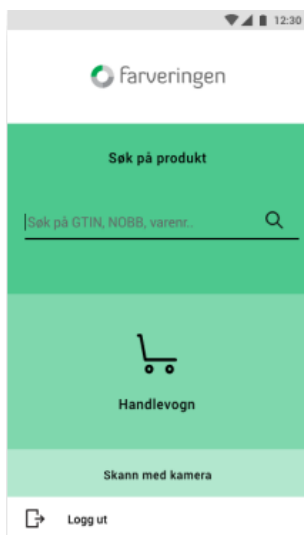 12:30
farveringen
Søk på produkt
Søk på GTIN, NOBB, varenr..
Handlevogn
Skann med kamera
Logg ut